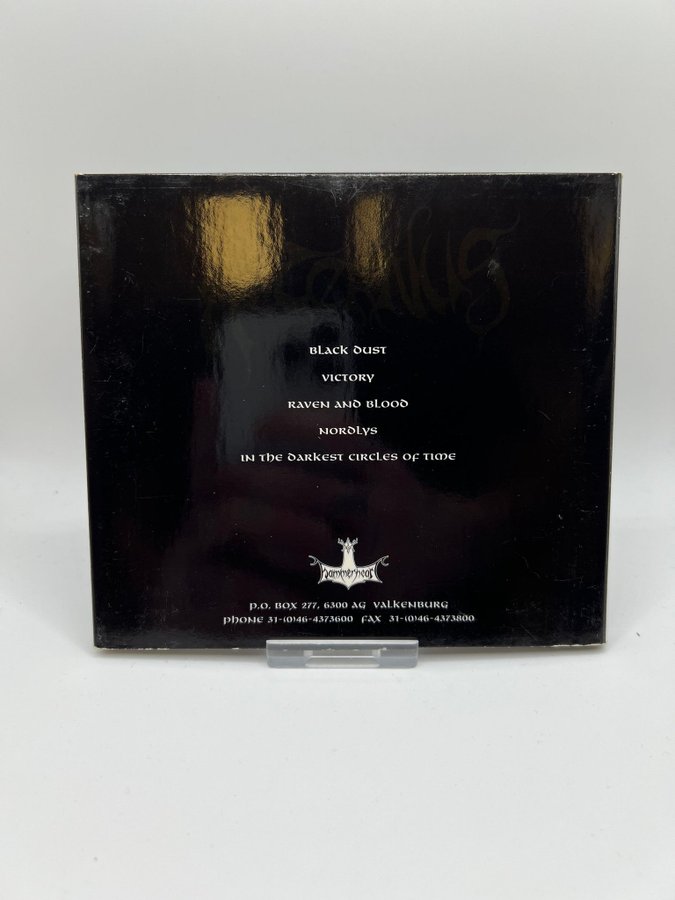 BLACK DUST
VICTORY
RAVEN AND BLOOD
NORDLYS
IN THE DARKEST CIRCLES OF TIME
hammerheart
P.O. BOX 277, 6300 AG VALKENBURG
PHONE 31-(0)46-4373600 FAX 31-(0)46-4373800